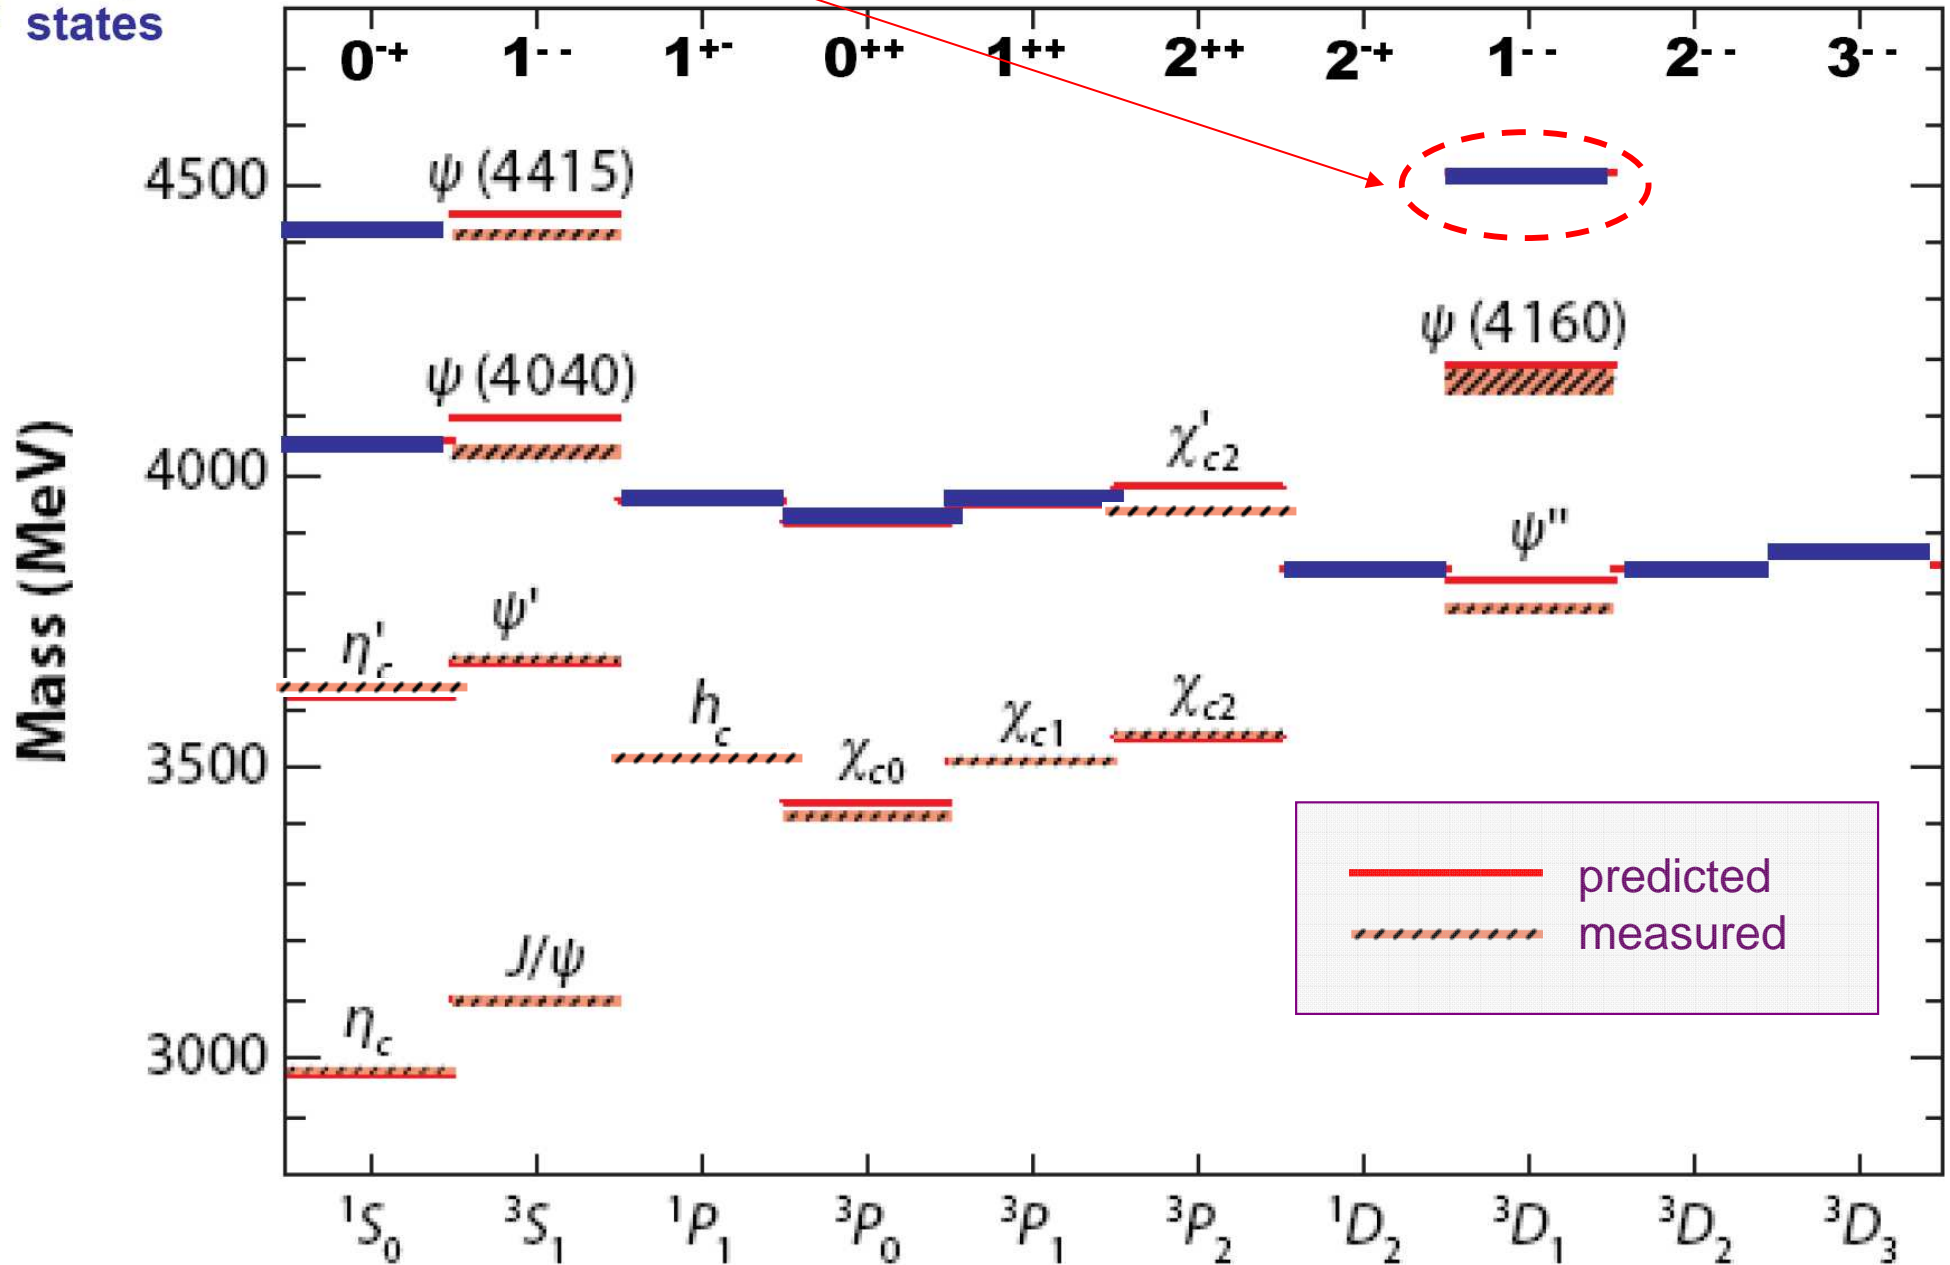 states
0⁻⁺ 1⁻⁻ 1⁺⁻ 0⁺⁺ 1⁺⁺ 2⁺⁺ 2⁻⁺ 1⁻⁻ 2⁻⁻ 3⁻⁻
4500
ψ (4415)
ψ (4160)
ψ (4040)
4000
χ'c2
ψ''
Mass (MeV)
η'c
ψ'
hc
χc0
χc1
χc2
3500
predicted
measured
J/ψ
ηc
3000
¹S₀ ³S₁ ¹P₁ ³P₀ ³P₁ ³P₂ ¹D₂ ³D₁ ³D₂ ³D₃